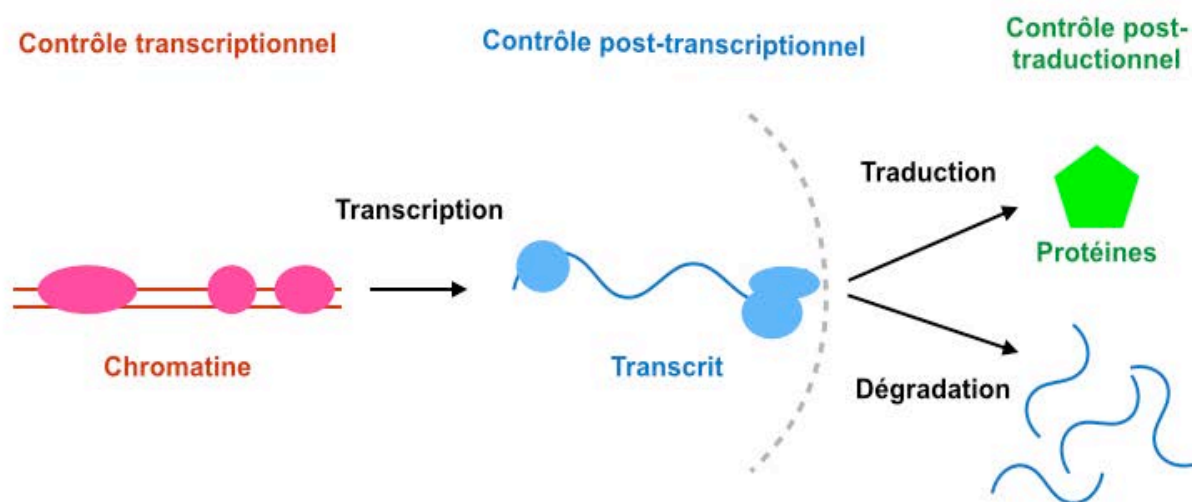 Contrôle transcriptionnel
Contrôle post-transcriptionnel
Contrôle post-
traductionnel
Transcription
Traduction
Protéines
Chromatine
Transcrit
Dégradation